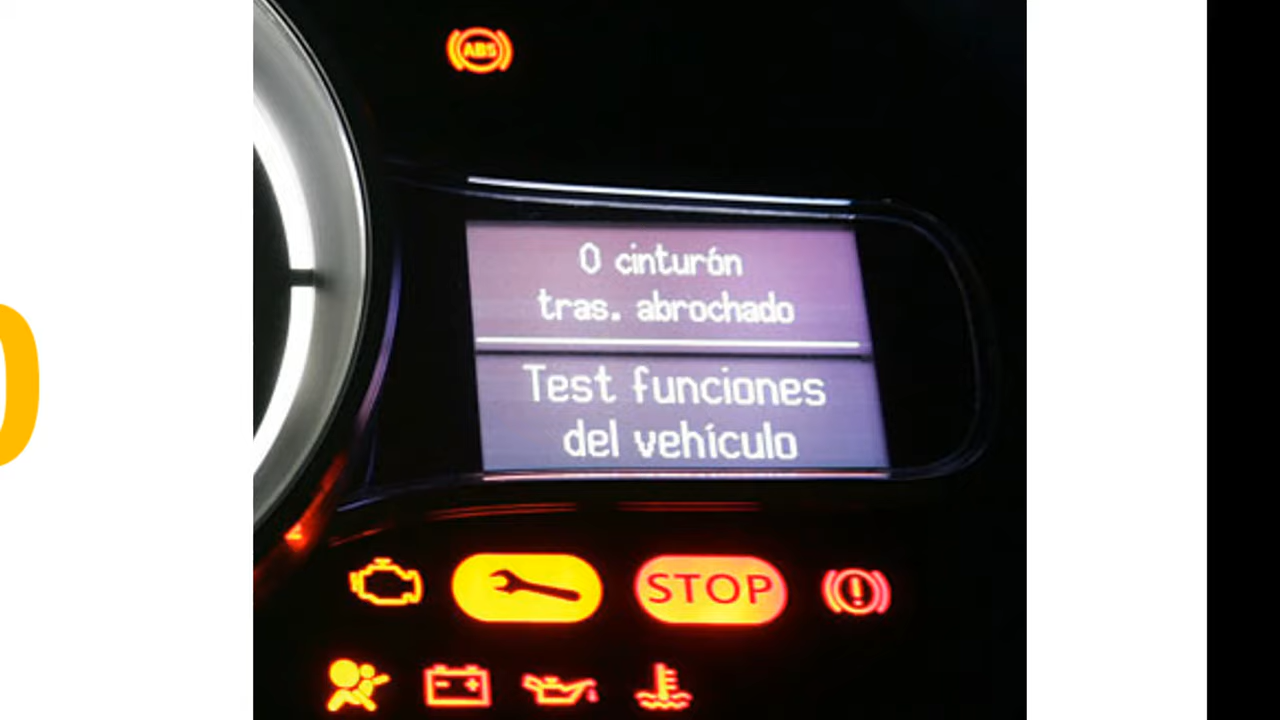 ABS
0 cinturón
tras. abrochado
Test funciones
del vehículo
STOP